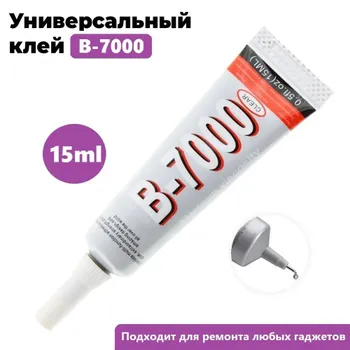 Универсальный
клей B-7000
15ml
CLEAR
0.5fl.oz(15ML)
B-7000
Подходит для ремонта любых гаджетов